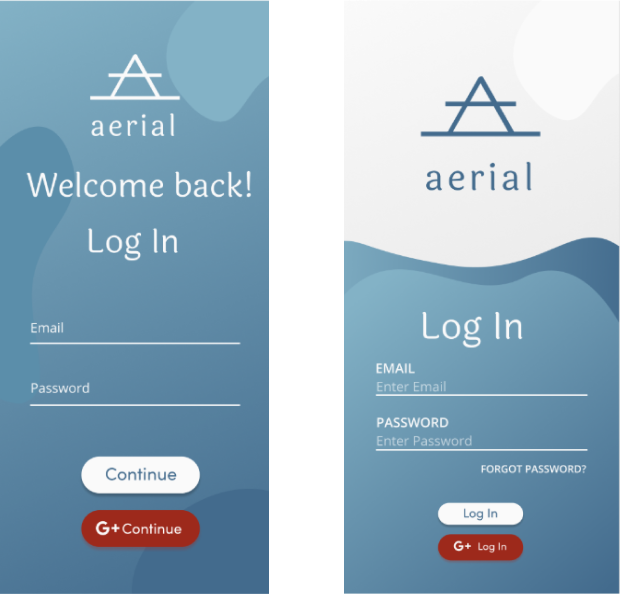 aerial
Welcome back!
Log In
Email
Password
Continue
G+ Continue
aerial
Log In
EMAIL
Enter Email
PASSWORD
Enter Password
FORGOT PASSWORD?
Log In
G+ Log In